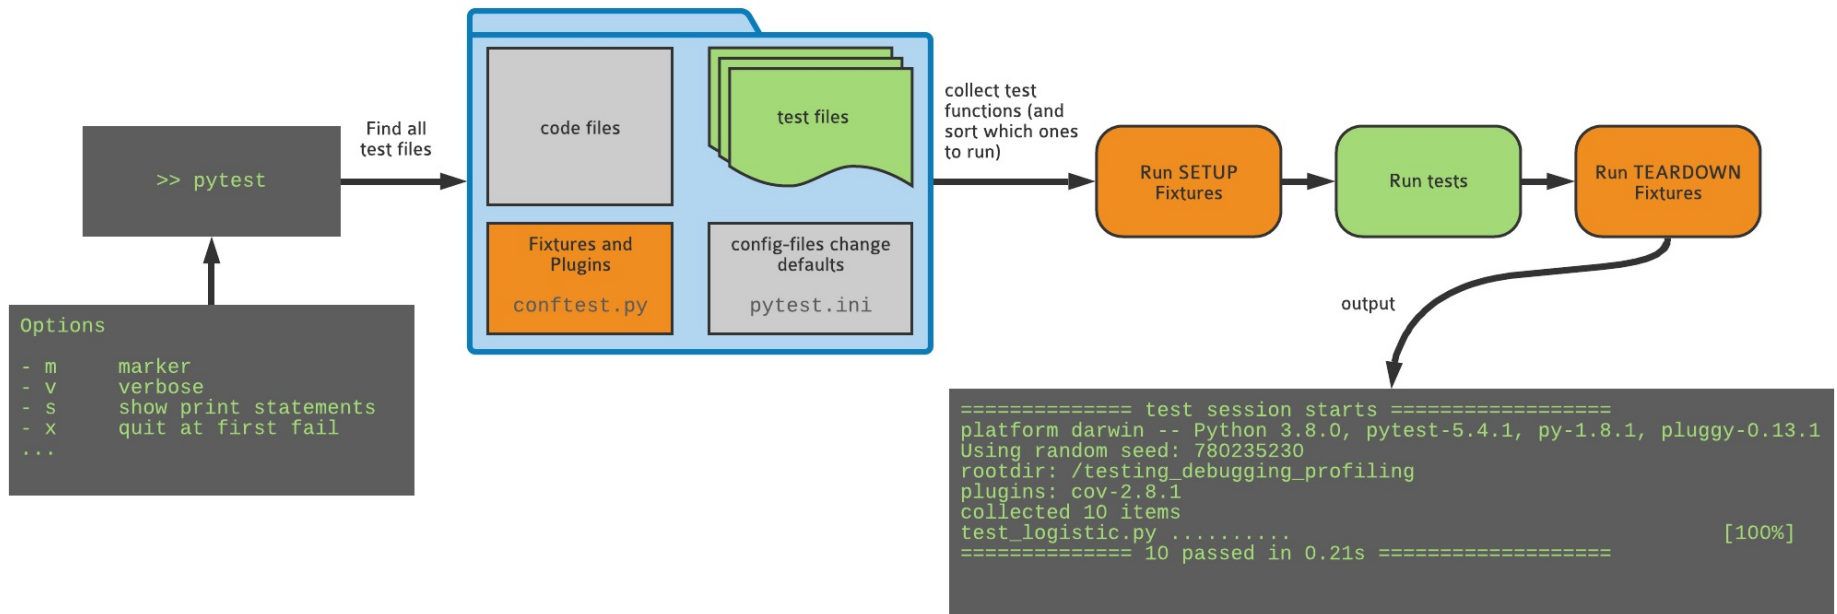 >> pytest
Options
- m marker
- v verbose
- s show print statements
- x quit at first fail
...
Find all
test files
code files
test files
Fixtures and
Plugins
conftest.py
config-files change
defaults
pytest.ini
collect test
functions (and
sort which ones
to run)
Run SETUP
Fixtures
Run tests
Run TEARDOWN
Fixtures
output
============== test session starts ==================
platform darwin -- Python 3.8.0, pytest-5.4.1, py-1.8.1, pluggy-0.13.1
Using random seed: 780235230
rootdir: /testing_debugging_profiling
plugins: cov-2.8.1
collected 10 items
test_logistic.py .......... [100%]
============== 10 passed in 0.21s ===================